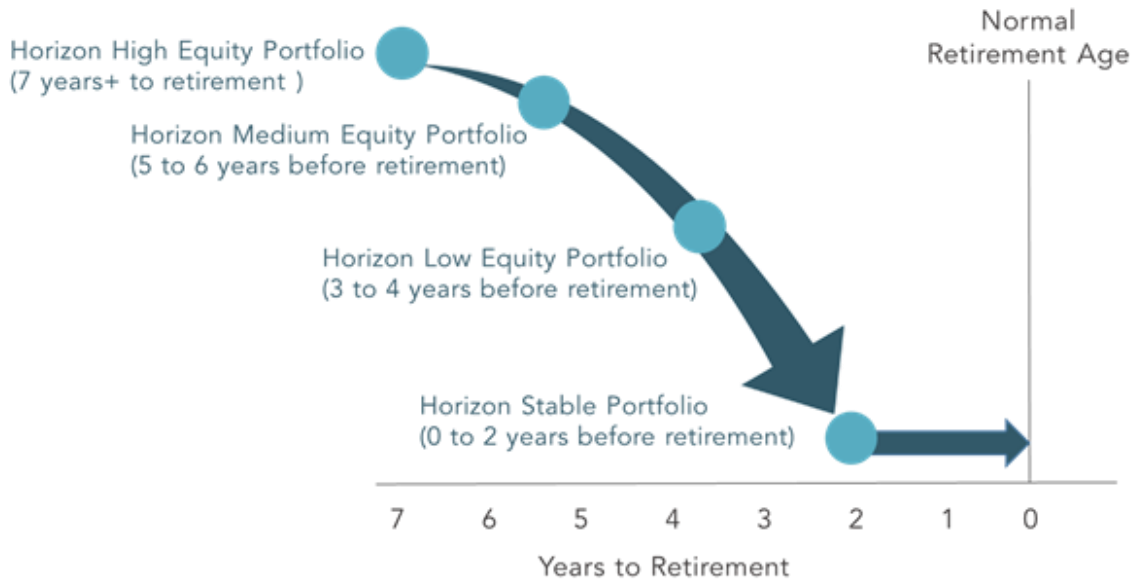 Normal
Retirement Age
Horizon High Equity Portfolio
(7 years+ to retirement )
Horizon Medium Equity Portfolio
(5 to 6 years before retirement)
Horizon Low Equity Portfolio
(3 to 4 years before retirement)
Horizon Stable Portfolio
(0 to 2 years before retirement)
7 6 5 4 3 2 1 0
Years to Retirement